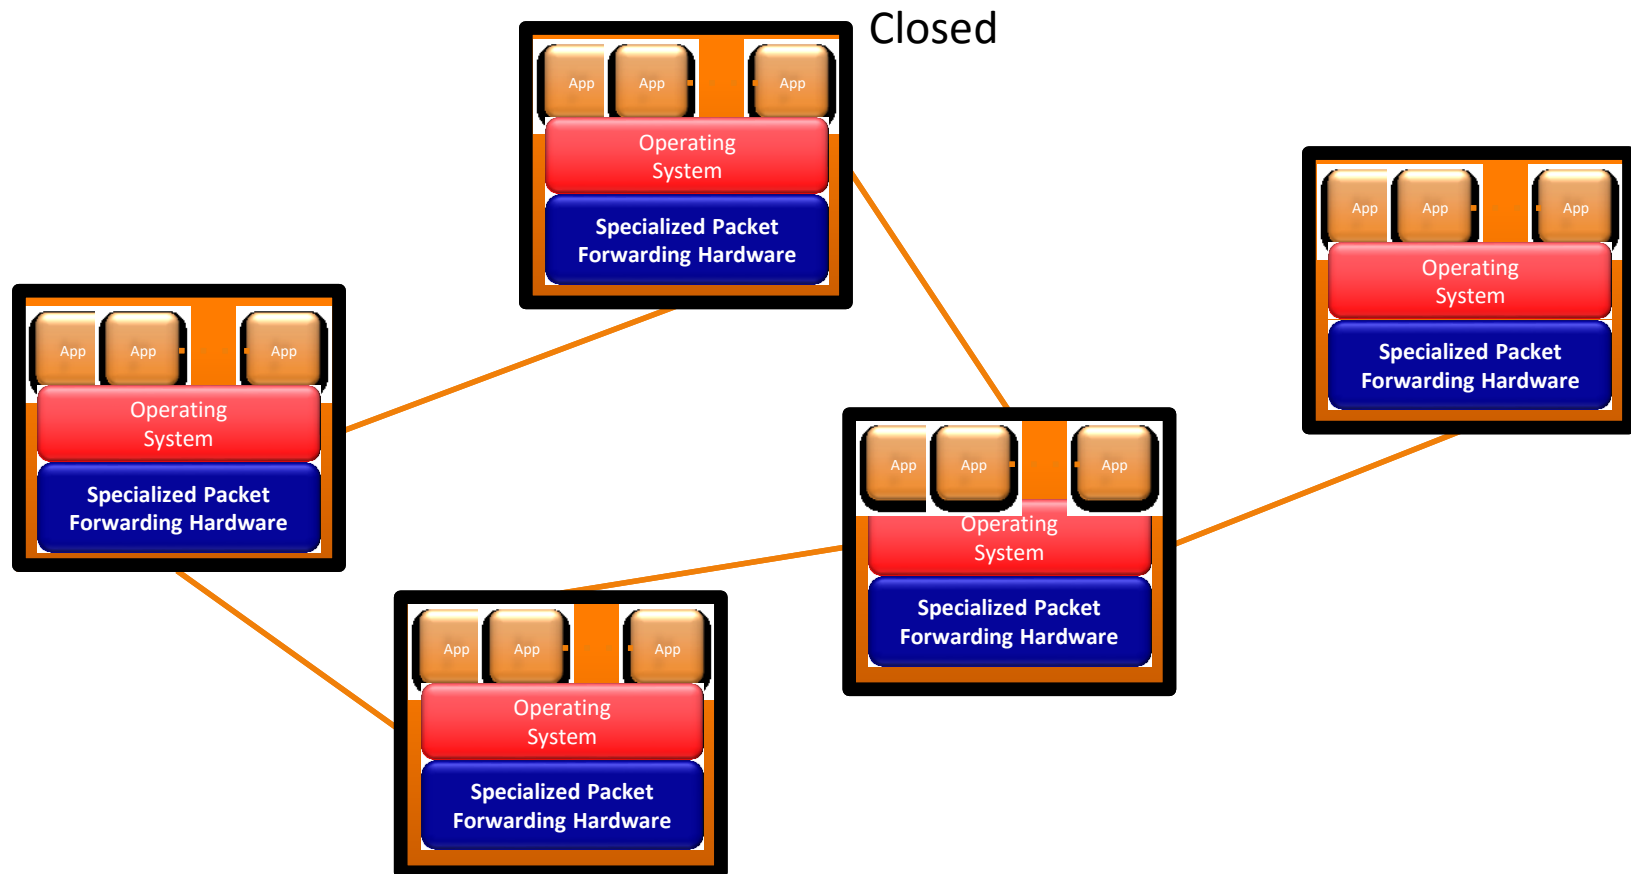 Closed
App App App
Operating
System
Specialized Packet
Forwarding Hardware
App App App
Operating
System
Specialized Packet
Forwarding Hardware
App App App
Operating
System
Specialized Packet
Forwarding Hardware
App App App
Operating
System
Specialized Packet
Forwarding Hardware
App App App
Operating
System
Specialized Packet
Forwarding Hardware